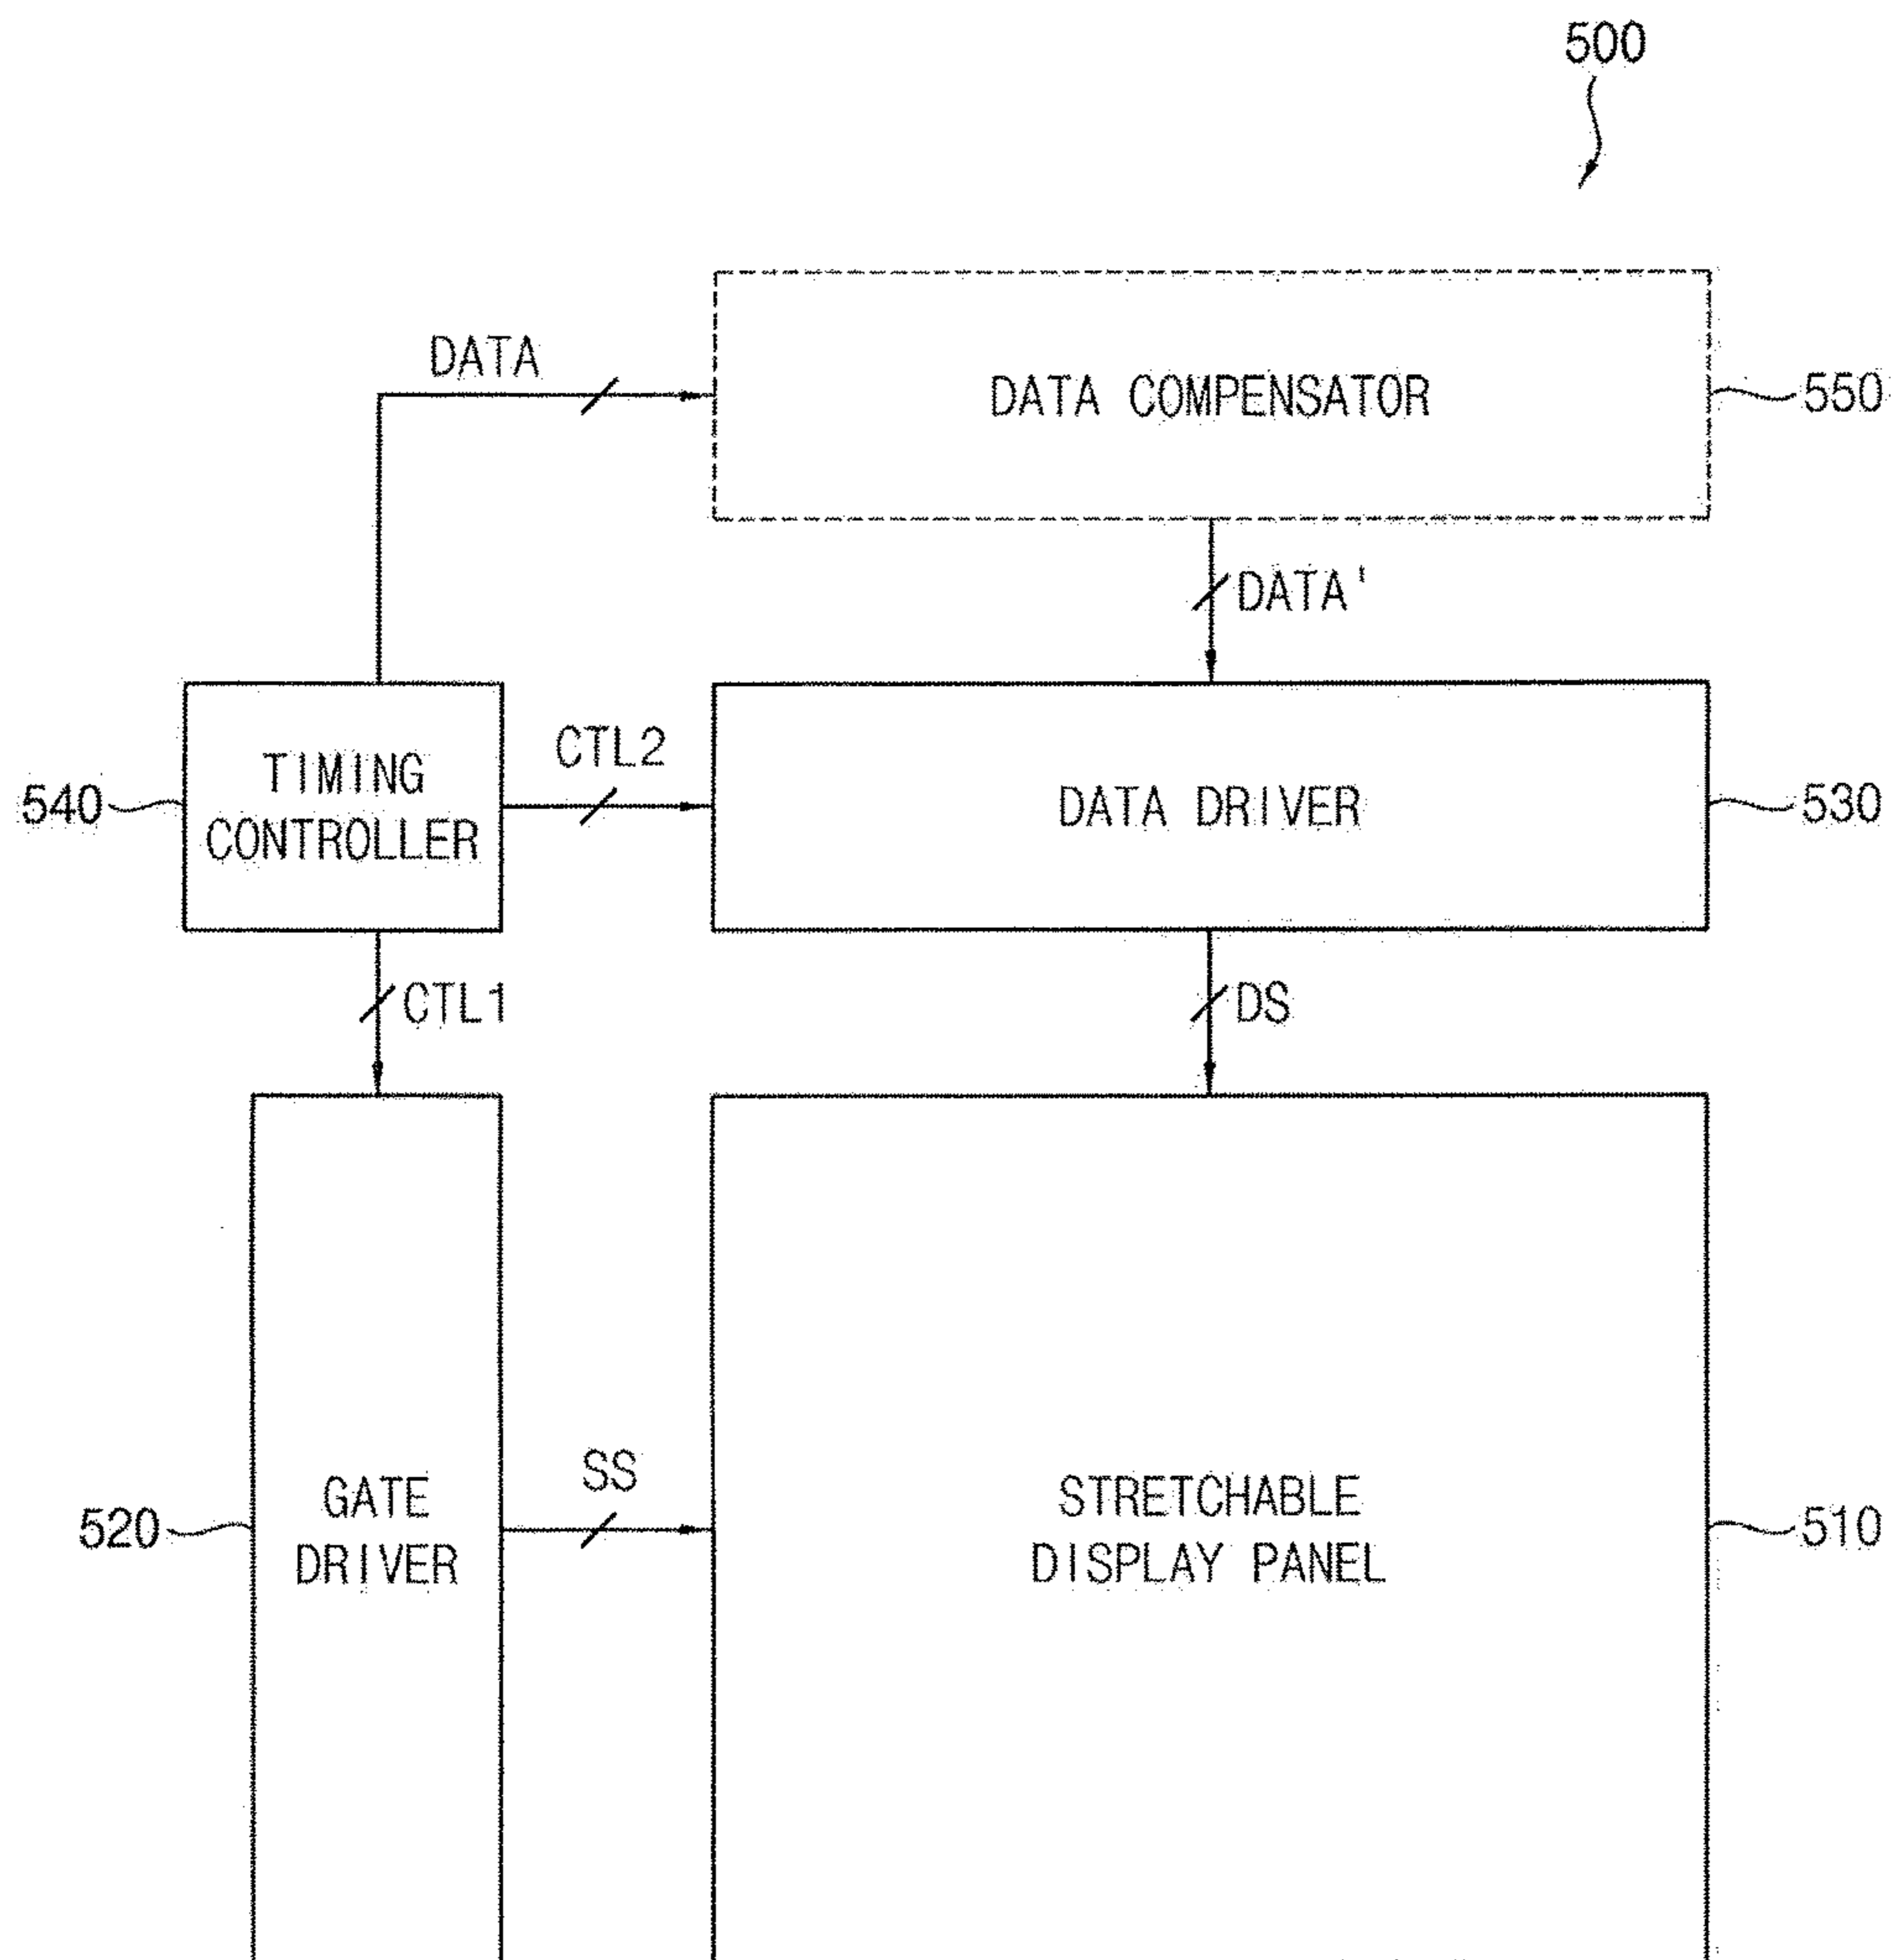 500
DATA
DATA COMPENSATOR
550
DATA'
TIMING
CONTROLLER
540
CTL2
DATA DRIVER
530
CTL1
DS
GATE
DRIVER
520
SS
STRETCHABLE
DISPLAY PANEL
510